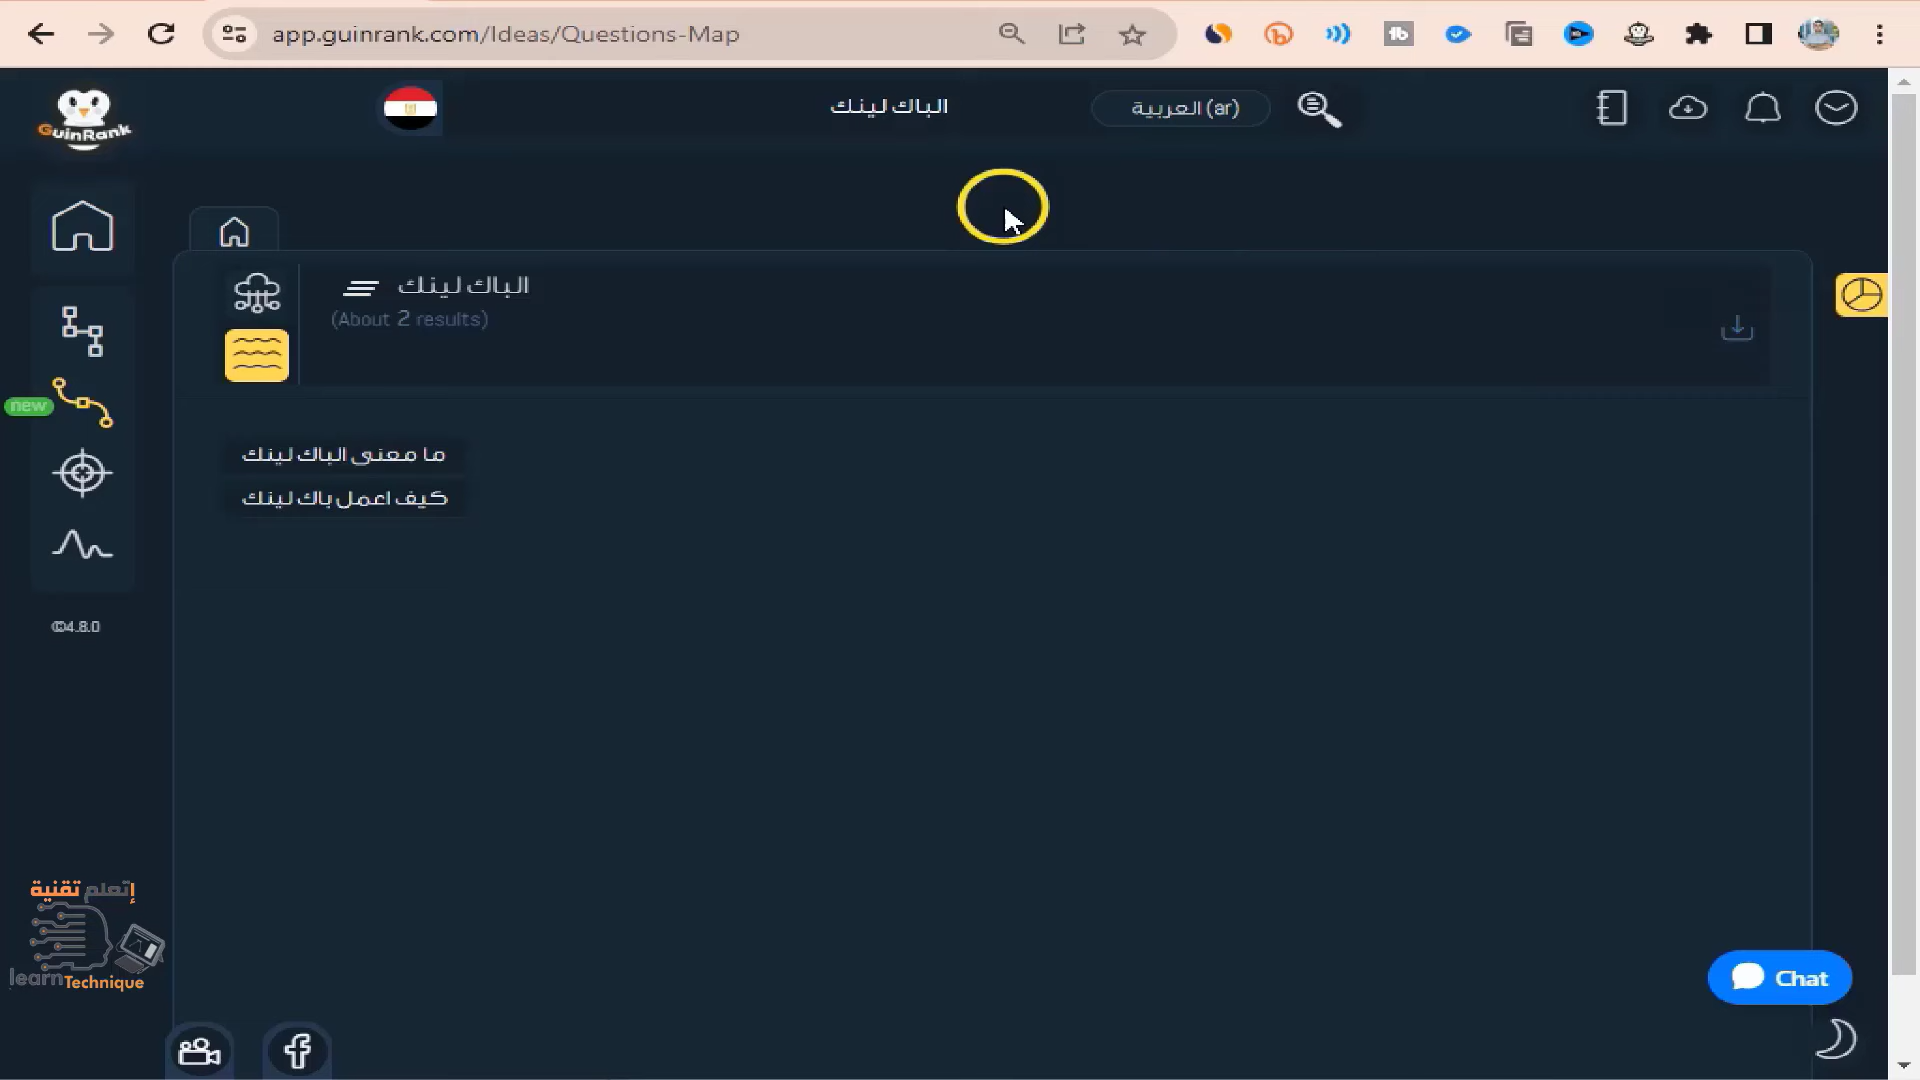 app.guinrank.com/Ideas/Questions-Map
GuinRank
الباك لينك
العربية (ar)
الباك لينك
(About 2 results)
new
ما معنى الباك لينك
كيف اعمل باك لينك
©4.8.0
إتعلم تقنية
learnTechnique
Chat